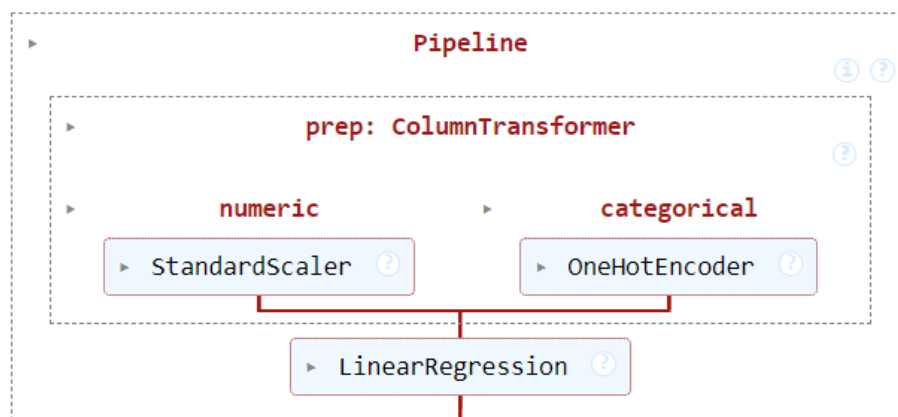 Pipeline
i ?
prep: ColumnTransformer
?
numeric categorical
StandardScaler ? OneHotEncoder ?
LinearRegression ?